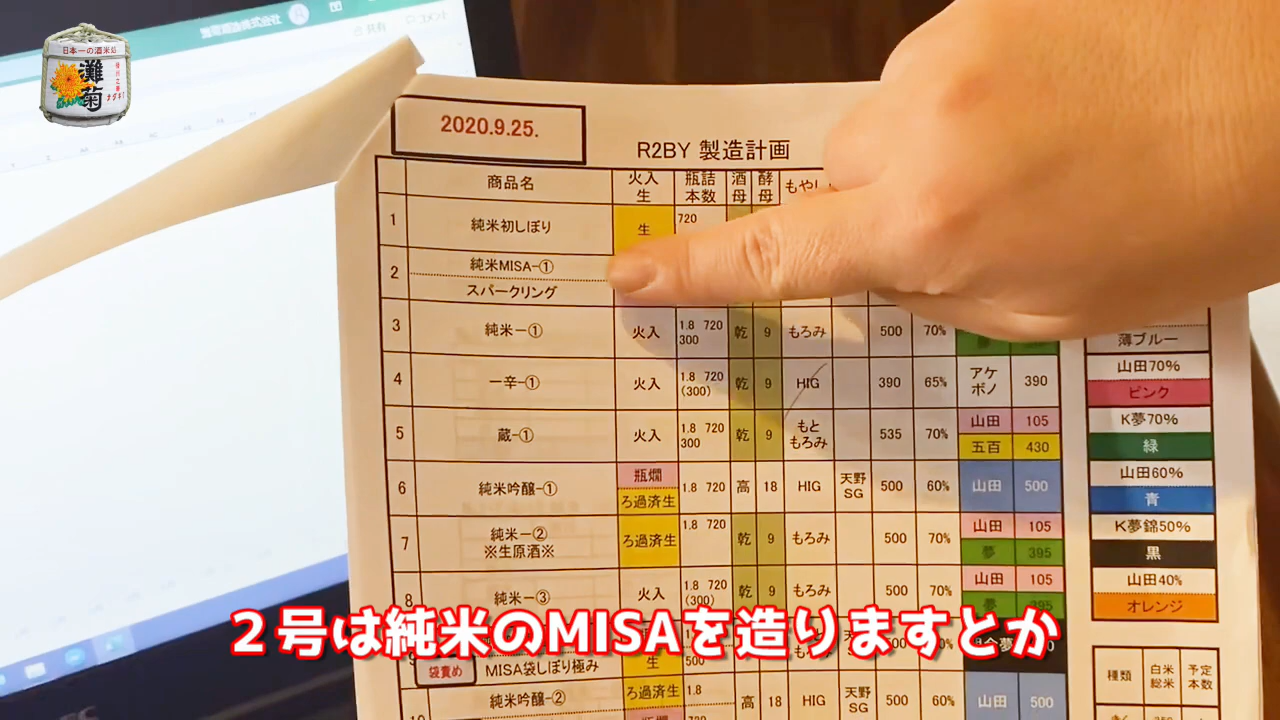 日本一の酒米処
灘菊
2020.9.25.
R2BY 製造計画
商品名 火入 生 瓶詰 本数 酒母 酵母 もやし
1 純米初しぼり 生 720
2 純米MISA-①
スパークリング
3 純米ー① 火入 1.8 720 300 乾 9 もろみ 500 70%
4 一辛-① 火入 1.8 720 (300) 乾 9 HIG 390 65% アケボノ 390
5 蔵-① 火入 1.8 720 300 乾 9 もと もろみ 535 70% 山田 105
五百 430
6 純米吟醸-① 瓶燗 ろ過済生 1.8 720 高 18 HIG 天野 SG 500 60% 山田 500
7 純米ー② ※生原酒※ ろ過済生 1.8 720 乾 9 もろみ 500 70% 山田 105
夢 395
8 純米ー③ 火入 1.8 720 (300) 乾 9 もろみ 500 70% 山田 105
夢 395
9 袋責め MISA袋しぼり極み 生 500
10 純米吟醸-② ろ過済生 1.8 高 18 HIG 天野 SG 500 60% 山田 500
薄ブルー
山田70%
ピンク
K夢70%
緑
山田60%
青
K夢錦50%
黒
山田40%
オレンジ
種類 白米 総米 予定 本数
２号は純米のMISAを造りますとか